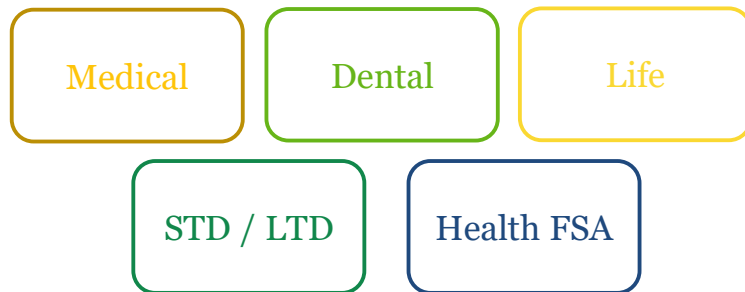 Medical
Dental
Life
STD / LTD
Health FSA